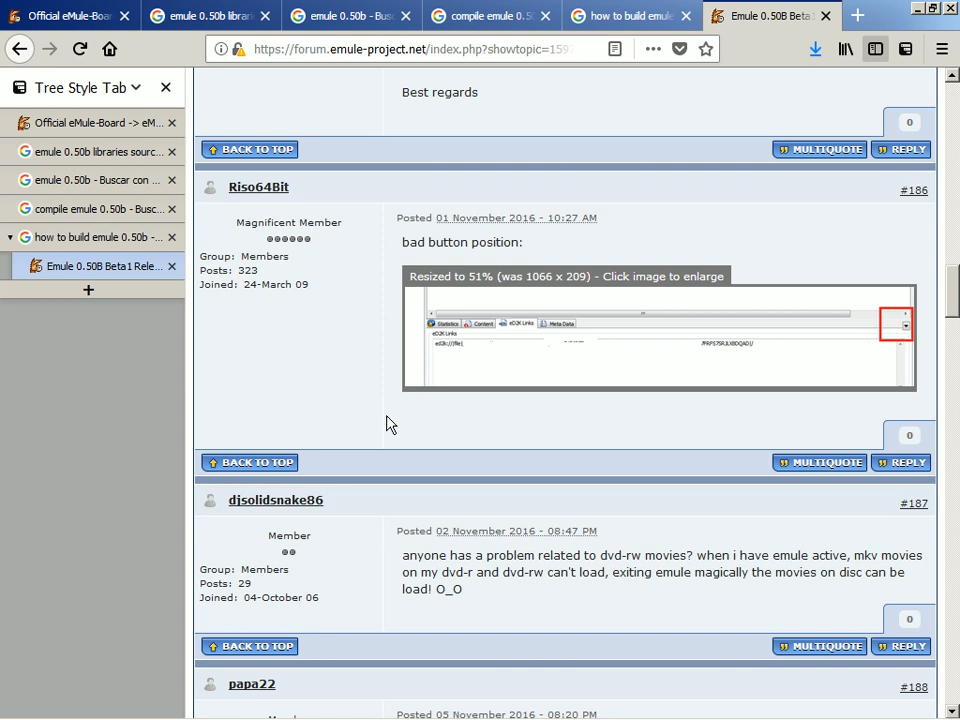 Official eMule-Board -> eM
emule 0.50b librari
emule 0.50b - Busc
compile emule 0.50
how to build emule
Emule 0.50B Beta1
https://forum.emule-project.net/index.php?showtopic=159
Tree Style Tab
Official eMule-Board -> eM...
emule 0.50b libraries sourc...
emule 0.50b - Buscar con ...
compile emule 0.50b - Busc...
how to build emule 0.50b -...
Emule 0.50B Beta1 Rele...
Best regards
0
BACK TO TOP
MULTIQUOTE
REPLY
Riso64Bit
#186
Magnificent Member
Group: Members
Posts: 323
Joined: 24-March 09
Posted 01 November 2016 - 10:27 AM
bad button position:
Resized to 51% (was 1066 x 209) - Click image to enlarge
Statistics
Content
eD2K Links
Meta Data
eD2K Links
0
BACK TO TOP
MULTIQUOTE
REPLY
djsolidsnake86
#187
Member
Group: Members
Posts: 29
Joined: 04-October 06
Posted 02 November 2016 - 08:47 PM
anyone has a problem related to dvd-rw movies? when i have emule active, mkv movies
on my dvd-r and dvd-rw can't load, exiting emule magically the movies on disc can be
load! O_O
0
BACK TO TOP
MULTIQUOTE
REPLY
papa22
#188
Posted 05 November 2016 - 08:20 PM